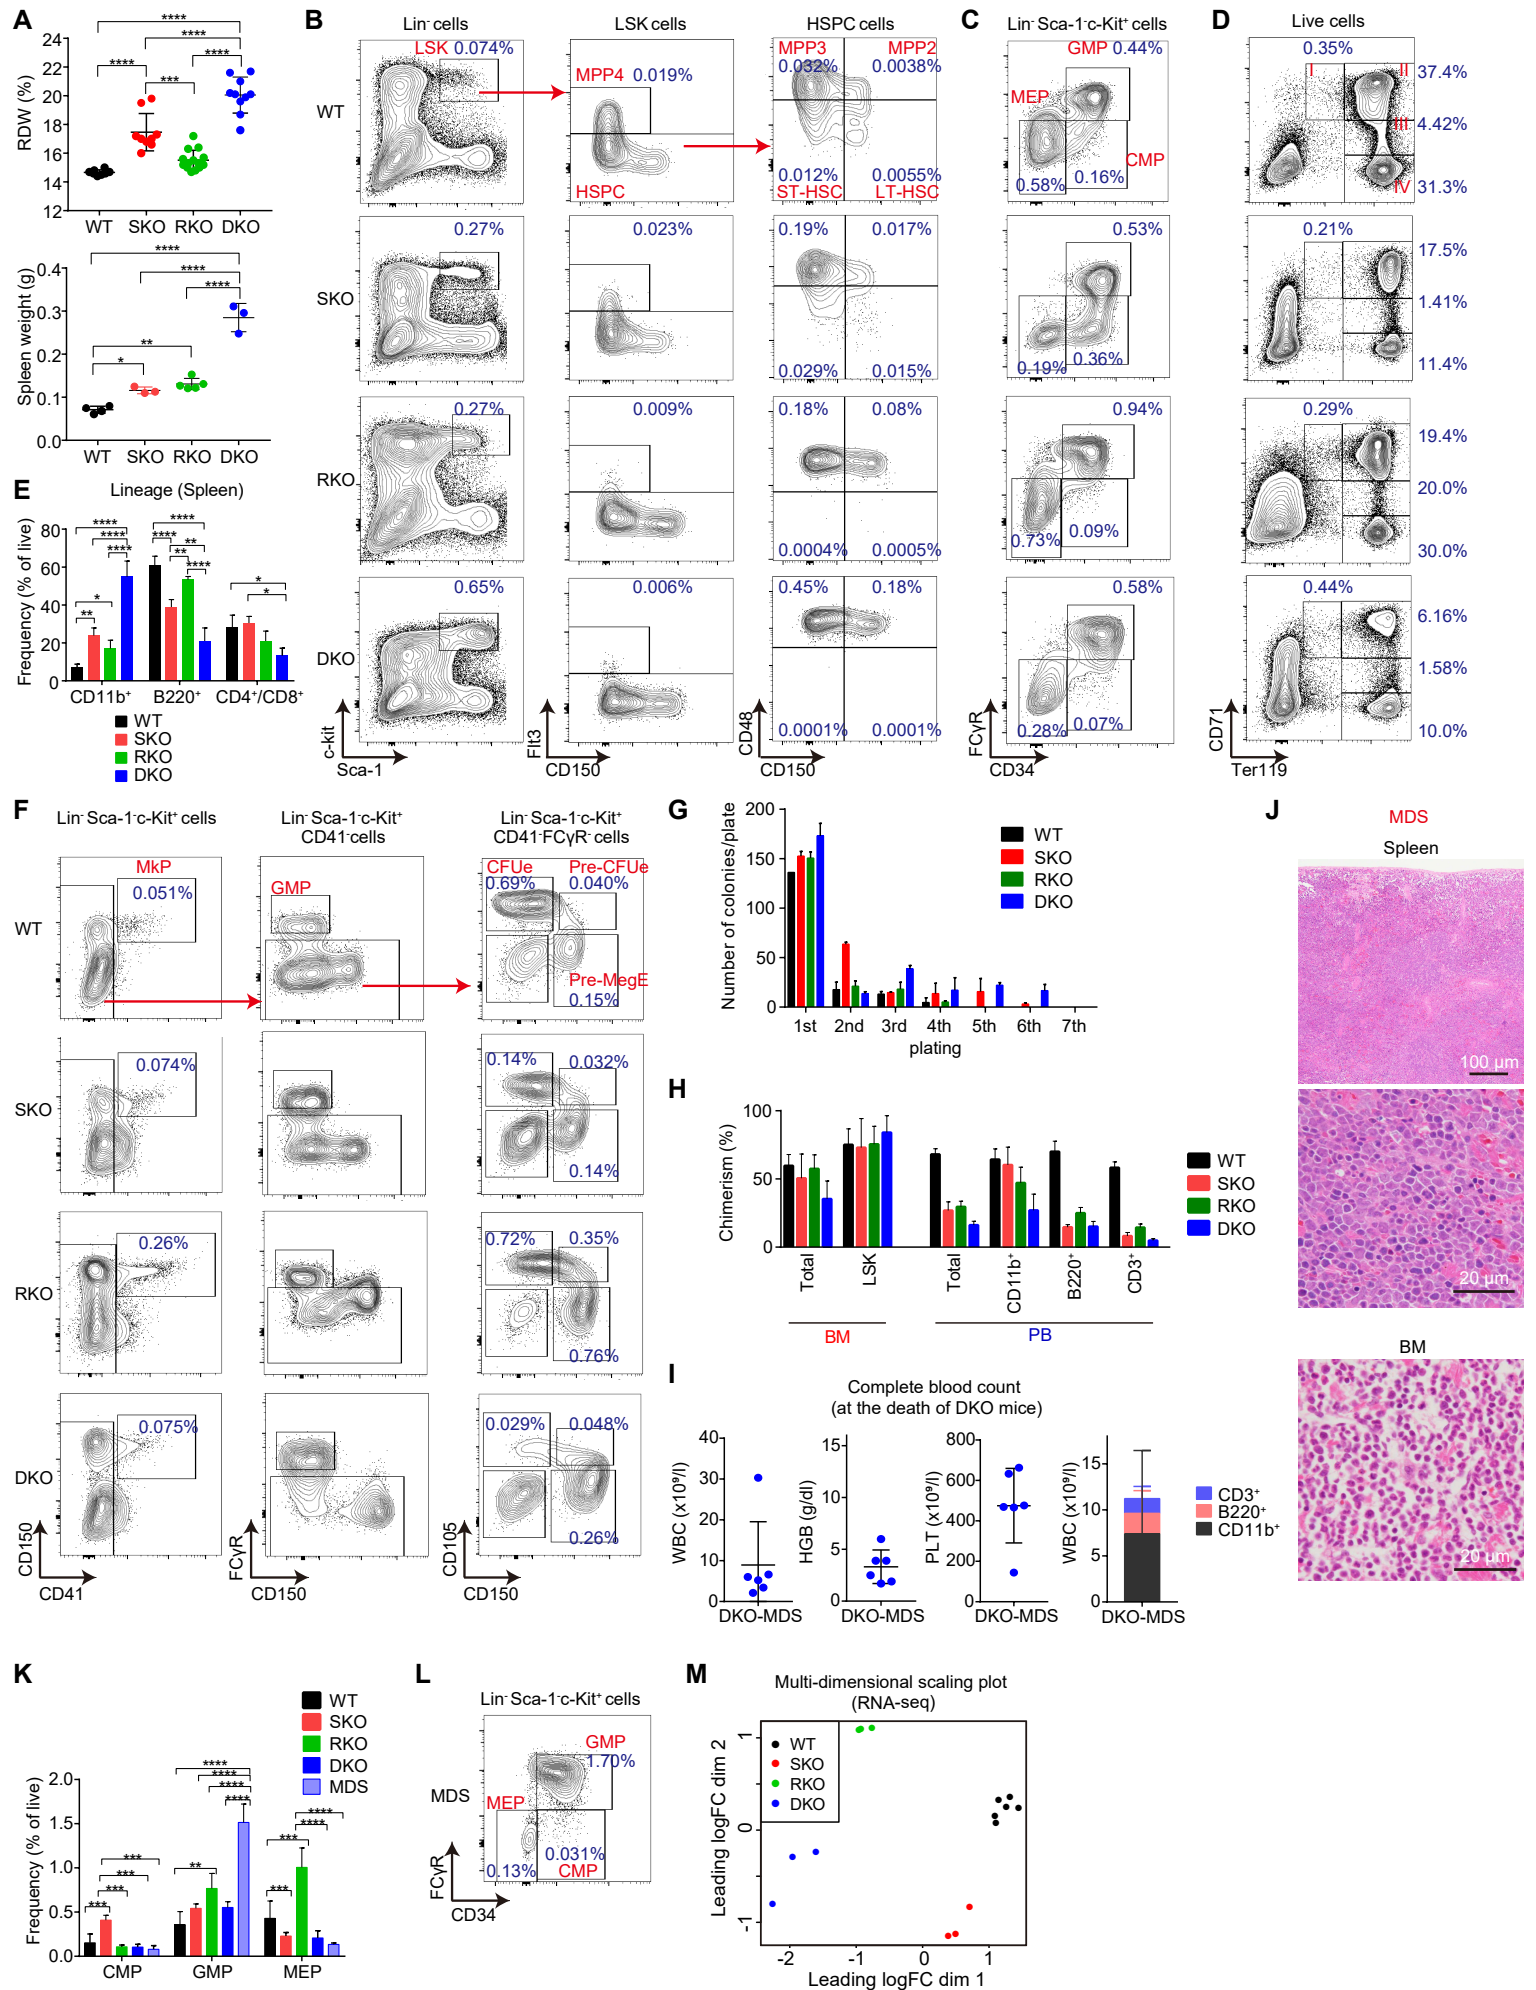 A
RDW (%)
24
22
20
18
16
14
12
****
****
****
****
***
WT SKO RKO DKO
Spleen weight (g)
0.4
0.3
0.2
0.1
0.0
****
****
****
**
*
WT SKO RKO DKO
B
Lin- cells
LSK cells
HSPC cells
WT
LSK 0.074%
MPP4 0.019%
HSPC
MPP3 MPP2
0.032% 0.0038%
0.012% 0.0055%
ST-HSC LT-HSC
SKO
0.27%
0.023%
0.19% 0.017%
0.029% 0.015%
RKO
0.27%
0.009%
0.18% 0.08%
0.0004% 0.0005%
DKO
0.65%
0.006%
0.45% 0.18%
0.0001% 0.0001%
c-kit
Sca-1
Flt3
CD150
CD48
CD150
C
Lin- Sca-1-c-Kit+ cells
GMP 0.44%
MEP
CMP
0.58% 0.16%
0.53%
0.19% 0.36%
0.94%
0.73% 0.09%
0.58%
0.28% 0.07%
FCγR
CD34
D
Live cells
0.35%
I II 37.4%
III 4.42%
IV 31.3%
0.21%
17.5%
1.41%
11.4%
0.29%
19.4%
20.0%
30.0%
0.44%
6.16%
1.58%
10.0%
CD71
Ter119
E
Lineage (Spleen)
Frequency (% of live)
80
60
40
20
0
****
****
****
*
**
****
****
**
**
****
*
*
CD11b+ B220+ CD4+/CD8+
WT
SKO
RKO
DKO
F
Lin- Sca-1-c-Kit+ cells
Lin- Sca-1-c-Kit+
CD41-cells
Lin- Sca-1-c-Kit+
CD41-FCγR- cells
WT
MkP
0.051%
GMP
CFUe Pre-CFUe
0.69% 0.040%
Pre-MegE
0.15%
SKO
0.074%
0.14% 0.032%
0.14%
RKO
0.26%
0.72% 0.35%
0.76%
DKO
0.075%
0.029% 0.048%
0.26%
CD150
CD41
FCγR
CD150
CD105
CD150
G
Number of colonies/plate
200
150
100
50
0
WT
SKO
RKO
DKO
1st 2nd 3rd 4th 5th 6th 7th
plating
H
Chimerism (%)
100
50
0
WT
SKO
RKO
DKO
Total LSK Total CD11b+ B220+ CD3+
BM PB
I
Complete blood count
(at the death of DKO mice)
WBC (x10⁹/l)
40
30
20
10
0
DKO-MDS
HGB (g/dl)
15
10
5
0
DKO-MDS
PLT (x10⁹/l)
800
600
400
200
0
DKO-MDS
WBC (x10⁹/l)
15
10
5
0
DKO-MDS
CD3+
B220+
CD11b+
J
MDS
Spleen
100 µm
20 µm
BM
20 µm
K
WT
SKO
RKO
DKO
MDS
Frequency (% of live)
2.0
1.5
1.0
0.5
0.0
***
***
***
***
****
****
****
****
**
****
****
***
***
CMP GMP MEP
L
Lin- Sca-1-c-Kit+ cells
MDS
GMP
1.70%
MEP
0.031%
0.13% CMP
FCγR
CD34
M
Multi-dimensional scaling plot
(RNA-seq)
WT
SKO
RKO
DKO
Leading logFC dim 2
1
0
-1
-2 -1 0 1
Leading logFC dim 1